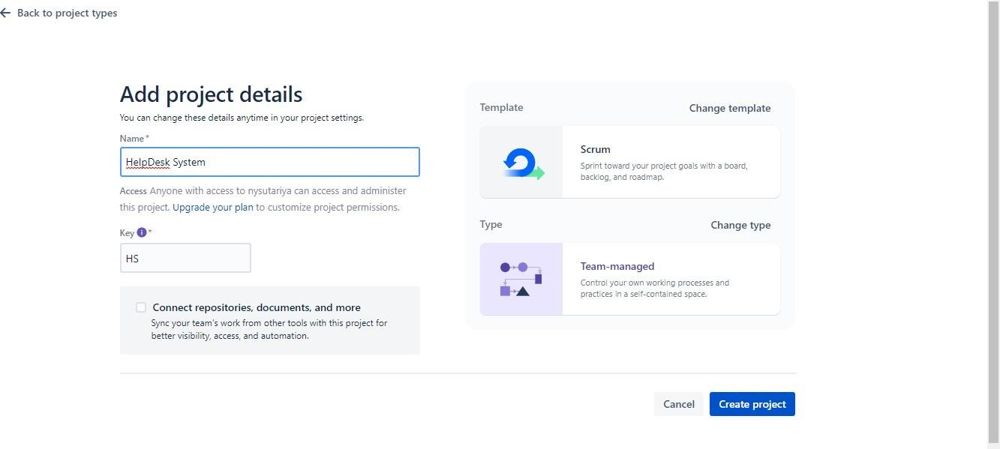 Back to project types
Add project details
You can change these details anytime in your project settings.
Name *
HelpDesk System
Access Anyone with access to nysutariya can access and administer
this project. Upgrade your plan to customize project permissions.
Key i *
HS
Connect repositories, documents, and more
Sync your team's work from other tools with this project for
better visibility, access, and automation.
Template
Change template
Scrum
Sprint toward your project goals with a board,
backlog, and roadmap.
Type
Change type
Team-managed
Control your own working processes and
practices in a self-contained space.
Cancel
Create project